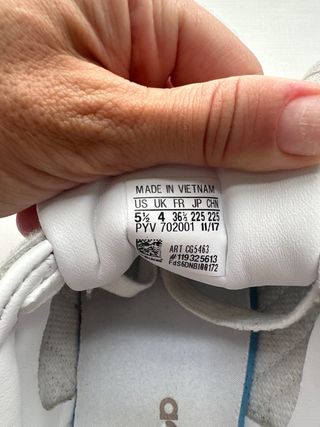 MADE IN VIETNAM
US UK FR JP CHN
5½ 4 36⅔ 225 225
PYV 702001 11/17
ART CG5463
#119325613